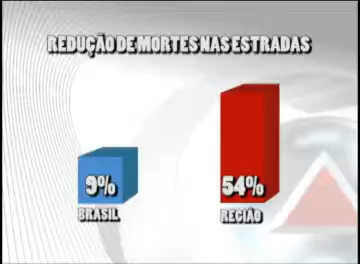 REDUÇÃO DE MORTES NAS ESTRADAS
9%
54%
BRASIL
REGIÃO